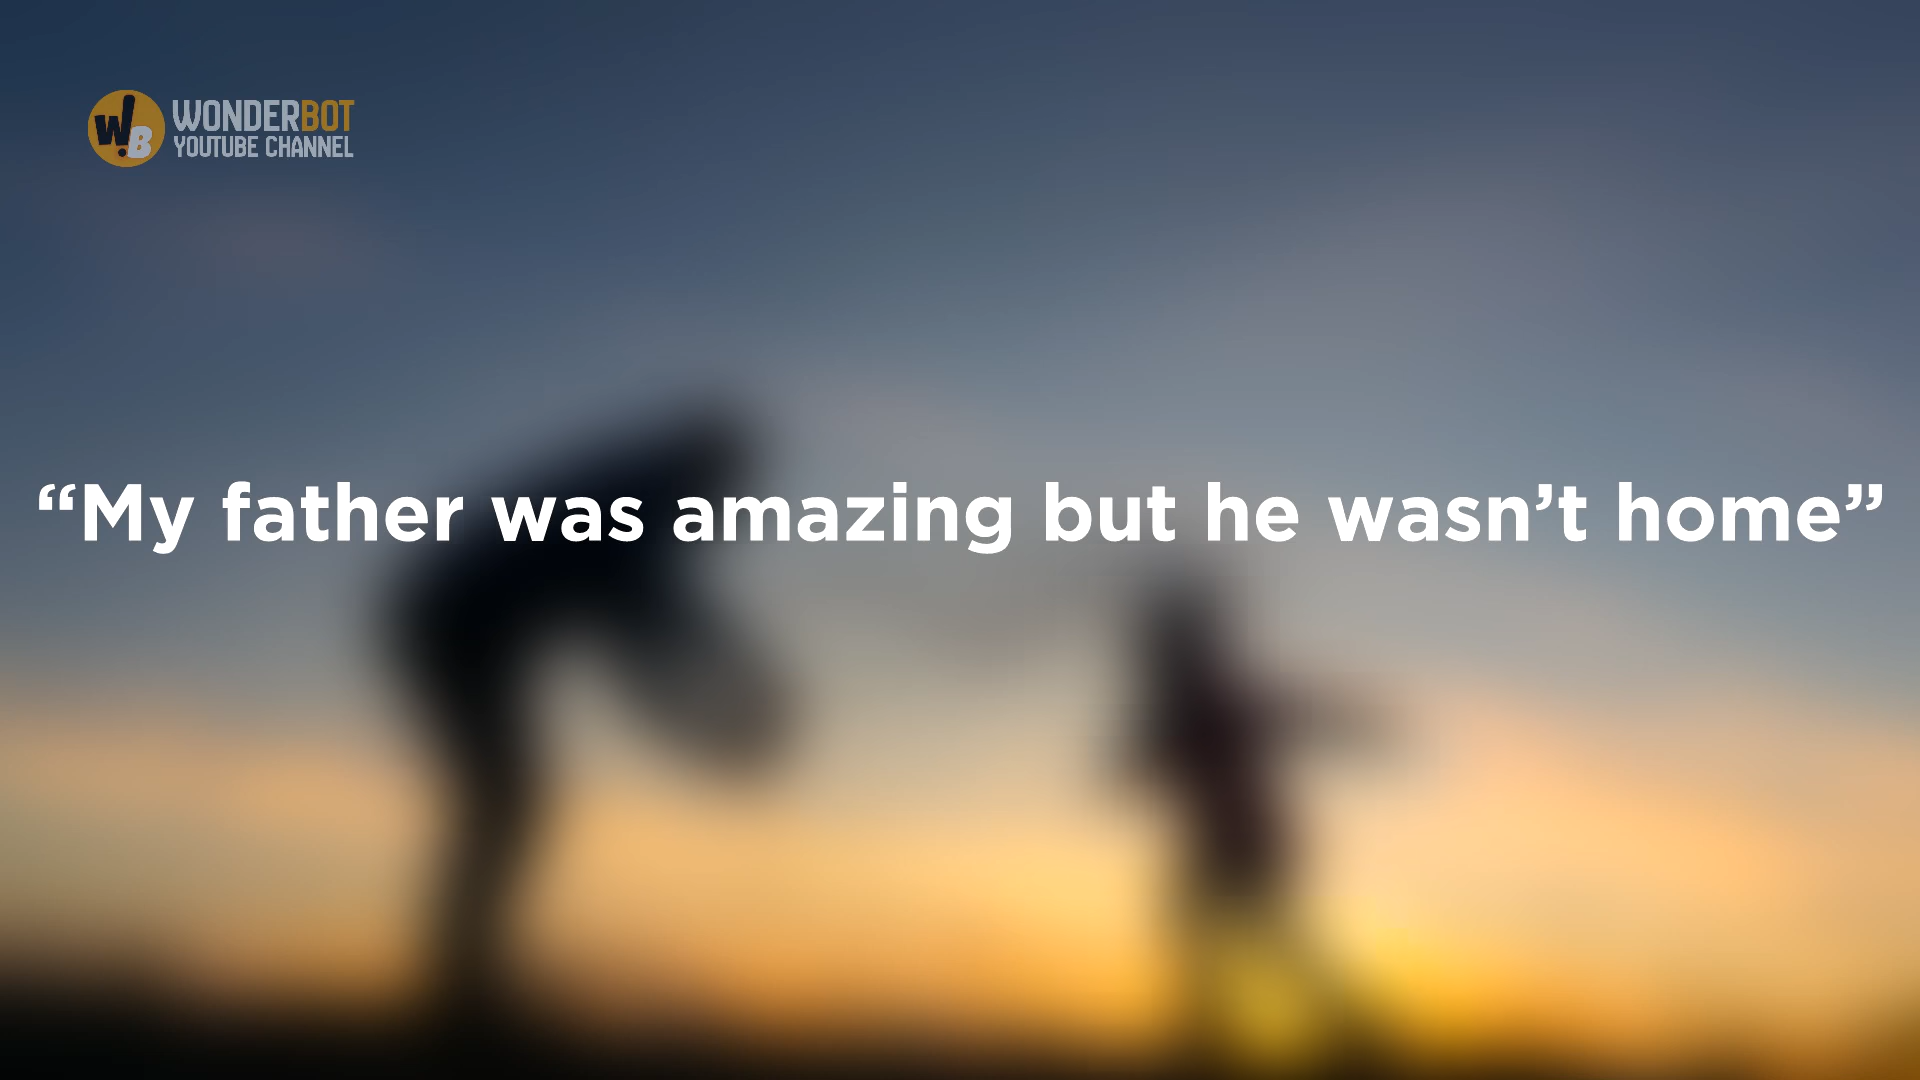 W!B
WONDERBOT
YOUTUBE CHANNEL
“My father was amazing but he wasn’t home”